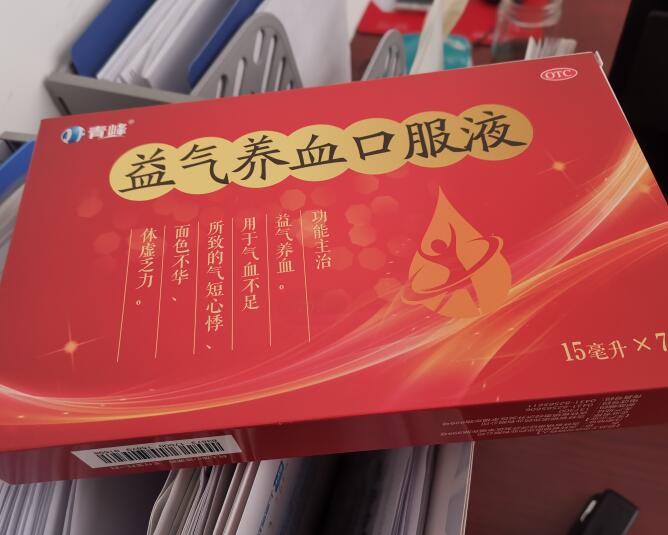 青峰®
OTC
益气养血口服液
功能主治
益气养血。
用于气血不足
所致的气短心悸、
面色不华、
体虚乏力。
15毫升×7